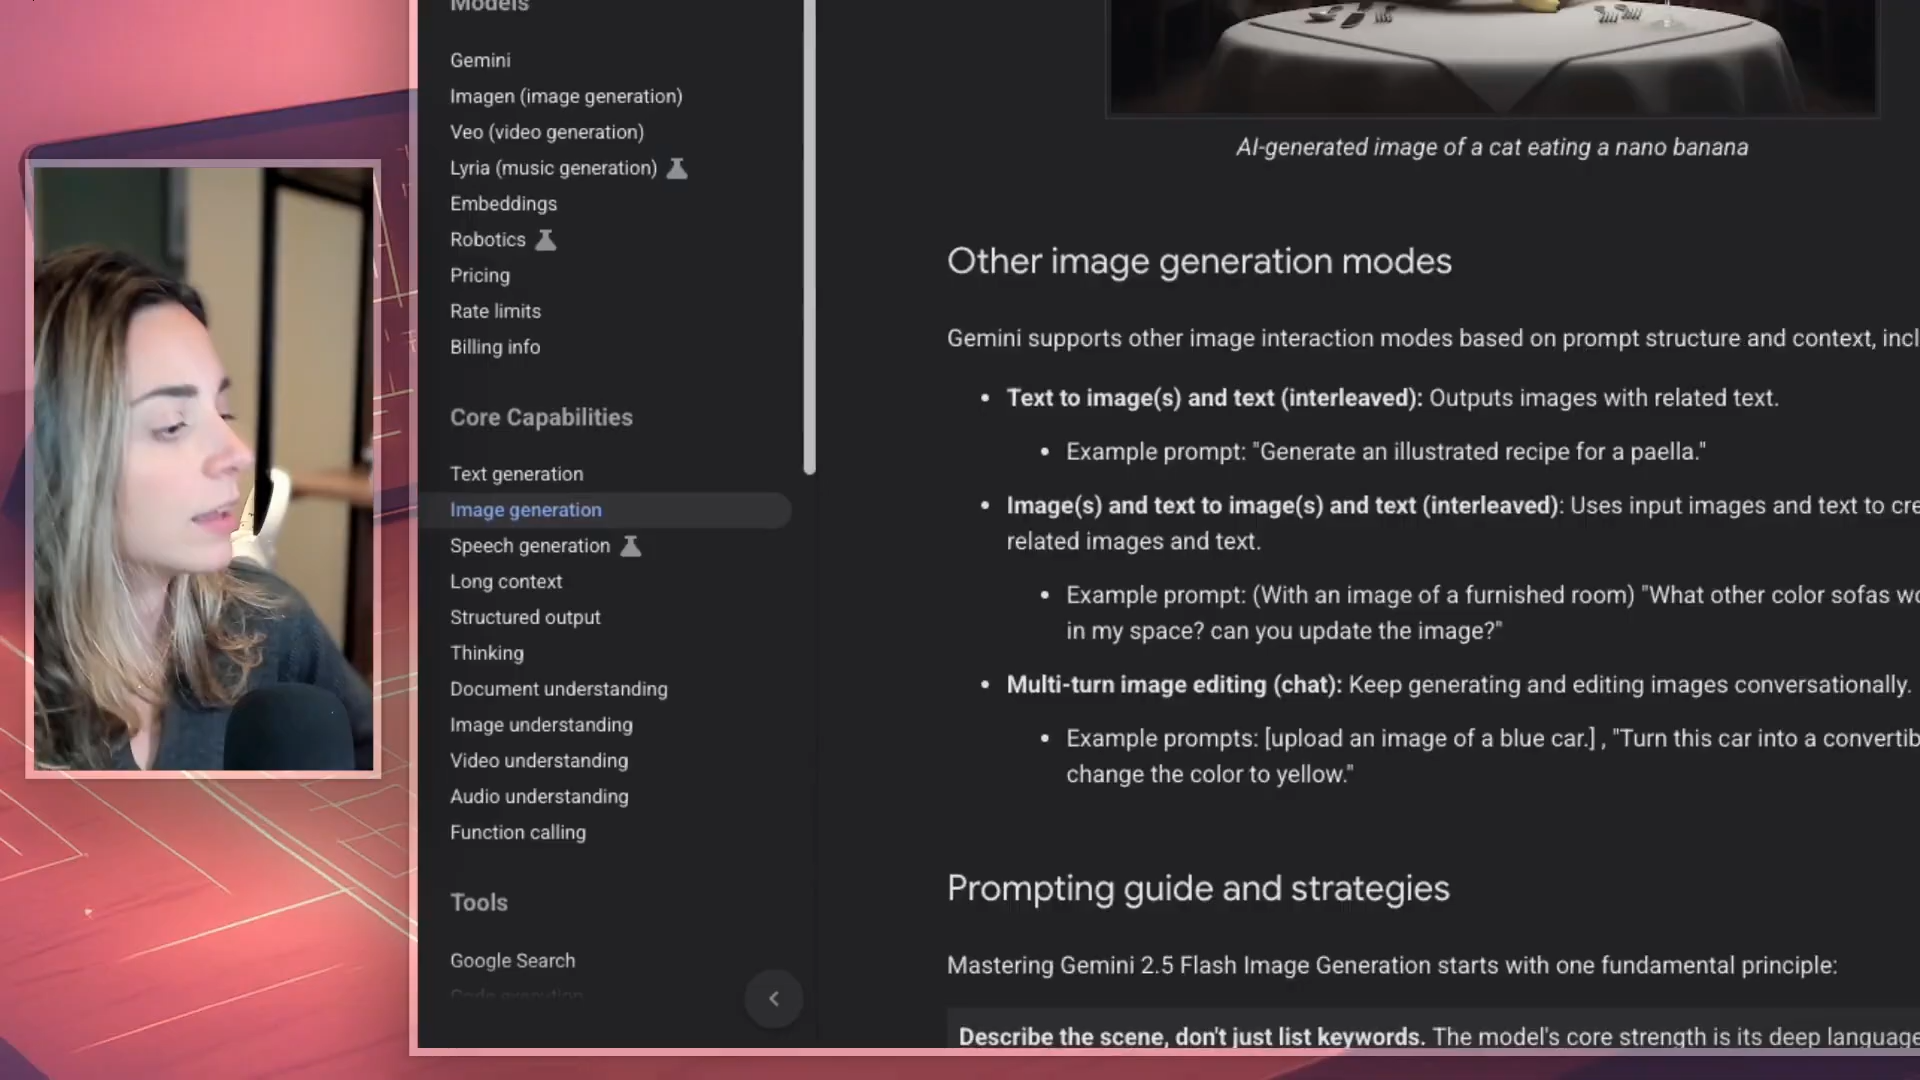 Models
Gemini
Imagen (image generation)
Veo (video generation)
Lyria (music generation)
Embeddings
Robotics
Pricing
Rate limits
Billing info
Core Capabilities
Text generation
Image generation
Speech generation
Long context
Structured output
Thinking
Document understanding
Image understanding
Video understanding
Audio understanding
Function calling
Tools
Google Search
Code execution
AI-generated image of a cat eating a nano banana
Other image generation modes
Gemini supports other image interaction modes based on prompt structure and context, incl
• Text to image(s) and text (interleaved): Outputs images with related text.
• Example prompt: "Generate an illustrated recipe for a paella."
• Image(s) and text to image(s) and text (interleaved): Uses input images and text to cre
related images and text.
• Example prompt: (With an image of a furnished room) "What other color sofas wo
in my space? can you update the image?"
• Multi-turn image editing (chat): Keep generating and editing images conversationally.
• Example prompts: [upload an image of a blue car.] , "Turn this car into a convertib
change the color to yellow."
Prompting guide and strategies
Mastering Gemini 2.5 Flash Image Generation starts with one fundamental principle:
Describe the scene, don't just list keywords. The model's core strength is its deep language